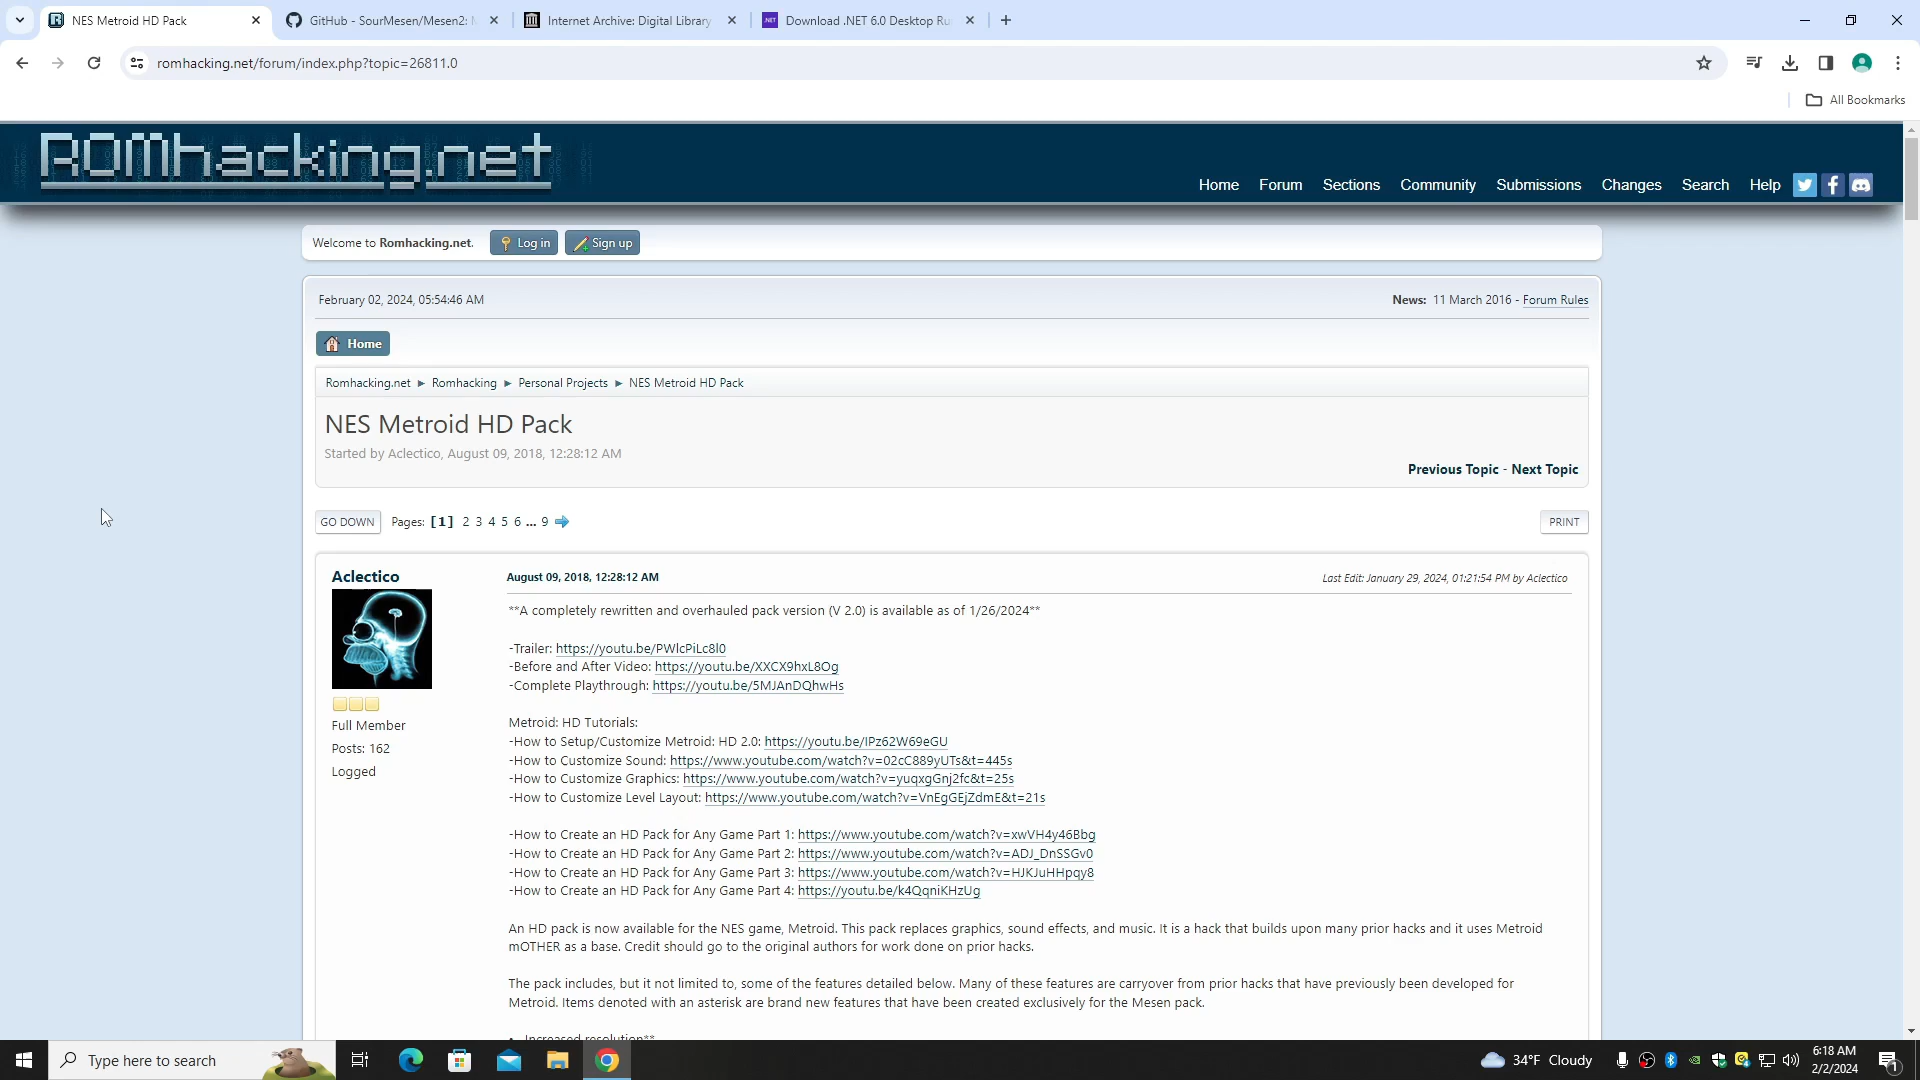 NES Metroid HD Pack
GitHub - SourMesen/Mesen2: M
Internet Archive: Digital Library
Download .NET 6.0 Desktop Ru
romhacking.net/forum/index.php?topic=26811.0
All Bookmarks
ROMhacking.net
Home Forum Sections Community Submissions Changes Search Help
Welcome to Romhacking.net. Log in Sign up
February 02, 2024, 05:54:46 AM
News: 11 March 2016 - Forum Rules
Home
Romhacking.net ► Romhacking ► Personal Projects ► NES Metroid HD Pack
NES Metroid HD Pack
Started by Aclectico, August 09, 2018, 12:28:12 AM
Previous Topic - Next Topic
GO DOWN Pages: [1] 2 3 4 5 6 ... 9
PRINT
Aclectico
Full Member
Posts: 162
Logged
August 09, 2018, 12:28:12 AM
Last Edit: January 29, 2024, 01:21:54 PM by Aclectico
**A completely rewritten and overhauled pack version (V 2.0) is available as of 1/26/2024**
-Trailer: https://youtu.be/PWlcPiLc8l0
-Before and After Video: https://youtu.be/XXCX9hxL8Og
-Complete Playthrough: https://youtu.be/5MJAnDQhwHs
Metroid: HD Tutorials:
-How to Setup/Customize Metroid: HD 2.0: https://youtu.be/IPz62W69eGU
-How to Customize Sound: https://www.youtube.com/watch?v=02cC889yUTs&t=445s
-How to Customize Graphics: https://www.youtube.com/watch?v=yuqxgGnj2fc&t=25s
-How to Customize Level Layout: https://www.youtube.com/watch?v=VnEgGEjZdmE&t=21s
-How to Create an HD Pack for Any Game Part 1: https://www.youtube.com/watch?v=xwVH4y46Bbg
-How to Create an HD Pack for Any Game Part 2: https://www.youtube.com/watch?v=ADJ_DnSSGv0
-How to Create an HD Pack for Any Game Part 3: https://www.youtube.com/watch?v=HJKJuHHpqy8
-How to Create an HD Pack for Any Game Part 4: https://youtu.be/k4QqniKHzUg
An HD pack is now available for the NES game, Metroid. This pack replaces graphics, sound effects, and music. It is a hack that builds upon many prior hacks and it uses Metroid
mOTHER as a base. Credit should go to the original authors for work done on prior hacks.
The pack includes, but it not limited to, some of the features detailed below. Many of these features are carryover from prior hacks that have previously been developed for
Metroid. Items denoted with an asterisk are brand new features that have been created exclusively for the Mesen pack.
• Increased resolution**
Type here to search
34°F Cloudy
6:18 AM
2/2/2024
1